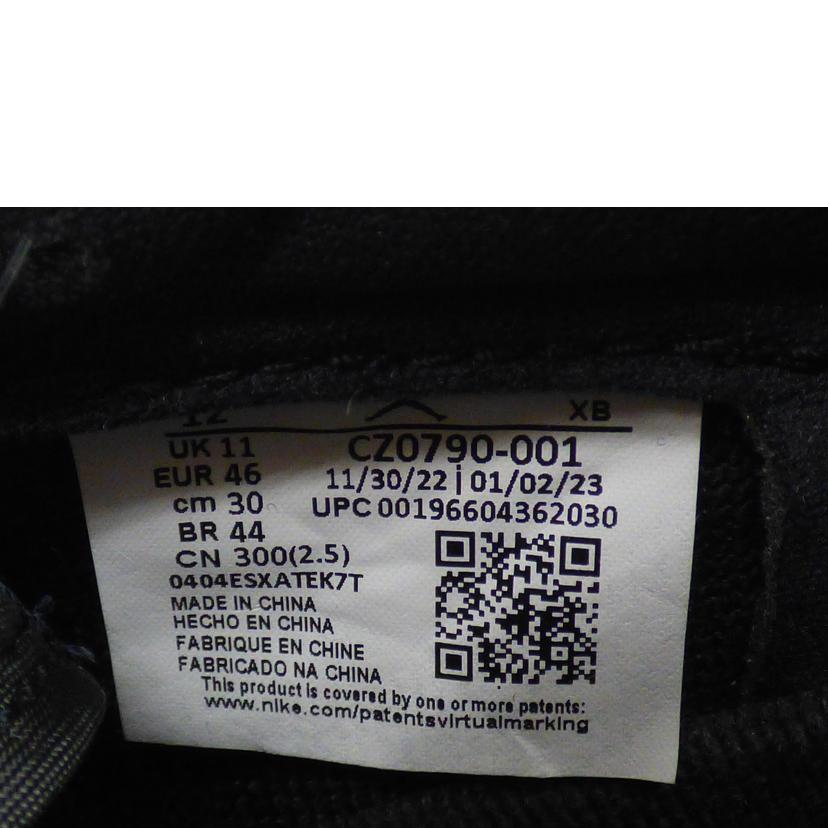 12 XB
UK 11 CZ0790-001
EUR 46 11/30/22 | 01/02/23
cm 30 UPC 00196604362030
BR 44
CN 300(2.5)
0404ESXATEK7T
MADE IN CHINA
HECHO EN CHINA
FABRIQUE EN CHINE
FABRICADO NA CHINA
This product is covered by one or more patents:
www.nike.com/patentsvirtualmarking